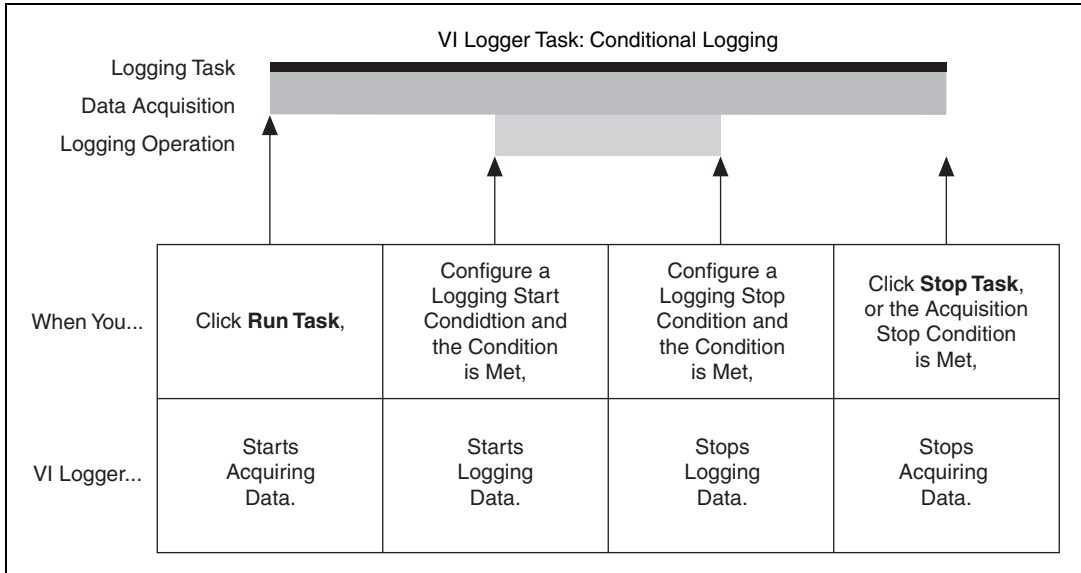 VI Logger Task: Conditional Logging
Logging Task
Data Acquisition
Logging Operation
When You...
Click Run Task,
Configure a
Logging Start
Condidtion and
the Condition
is Met,
Configure a
Logging Stop
Condition and
the Condition
is Met,
Click Stop Task,
or the Acquisition
Stop Condition
is Met,
VI Logger...
Starts
Acquiring
Data.
Starts
Logging
Data.
Stops
Logging
Data.
Stops
Acquiring
Data.